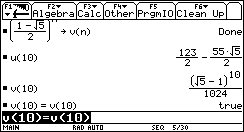 F1 F2 F3 F4 F5 F6
Algebra Calc Other PrgmIO Clean Up
■ ((1 - √5)/2)ⁿ → v(n) Done
■ u(10) 123/2 - 55·√5/2
■ v(10) (√5 - 1)¹⁰/1024
■ v(10) = v(10) true
v(10)=v(10)
MAIN RAD AUTO SEQ 5/30